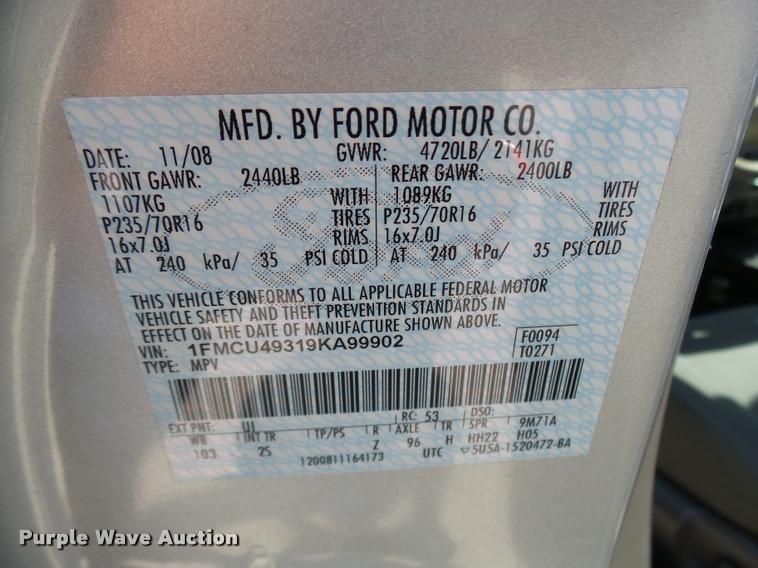 MFD. BY FORD MOTOR CO.
DATE: 11/08 GVWR: 4720LB/ 2141KG
FRONT GAWR: 2440LB REAR GAWR: 2400LB
1107KG WITH 1089KG WITH
P235/70R16 TIRES P235/70R16 TIRES
16x7.0J RIMS 16x7.0J RIMS
AT 240 kPa/ 35 PSI COLD AT 240 kPa/ 35 PSI COLD
THIS VEHICLE CONFORMS TO ALL APPLICABLE FEDERAL MOTOR
VEHICLE SAFETY AND THEFT PREVENTION STANDARDS IN
EFFECT ON THE DATE OF MANUFACTURE SHOWN ABOVE.
VIN: 1FMCU49319KA99902 F0094
TYPE: MPV T0271
EXT PNT: UJ RC: 53 DSO:
WB INT TR TP/PS R AXLE TR SPR 9M71A
103 2S Z 96 H HH22 H05
1200811164173 UTC 5U5A-1520472-BA
Purple Wave Auction